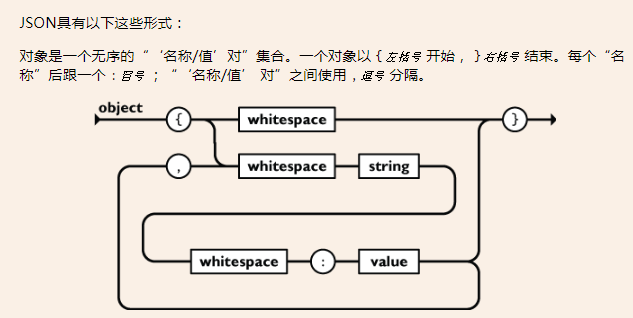 JSON具有以下这些形式：
对象是一个无序的“‘名称/值’对”集合。一个对象以 { 左括号 开始， } 右括号 结束。每个“名
称”后跟一个 : 冒号 ；“‘名称/值’ 对”之间使用 , 逗号 分隔。
object
{ whitespace }
, whitespace string
whitespace : value